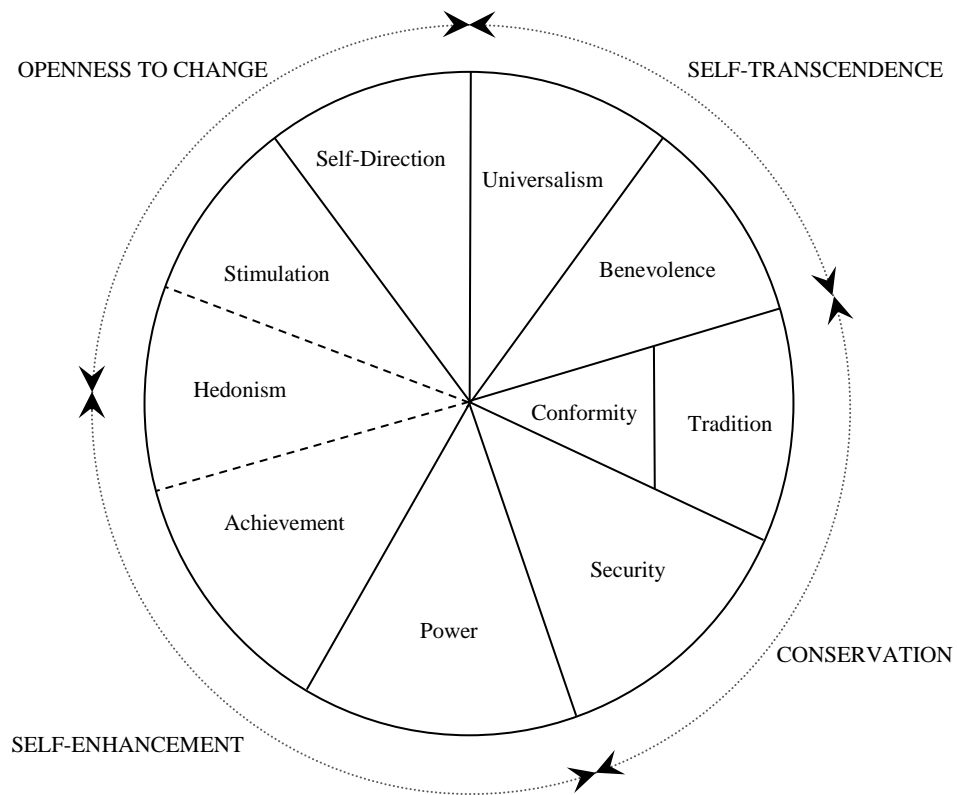 OPENNESS TO CHANGE
SELF-TRANSCENDENCE
Self-Direction
Universalism
Stimulation
Benevolence
Hedonism
Conformity
Tradition
Achievement
Security
Power
CONSERVATION
SELF-ENHANCEMENT